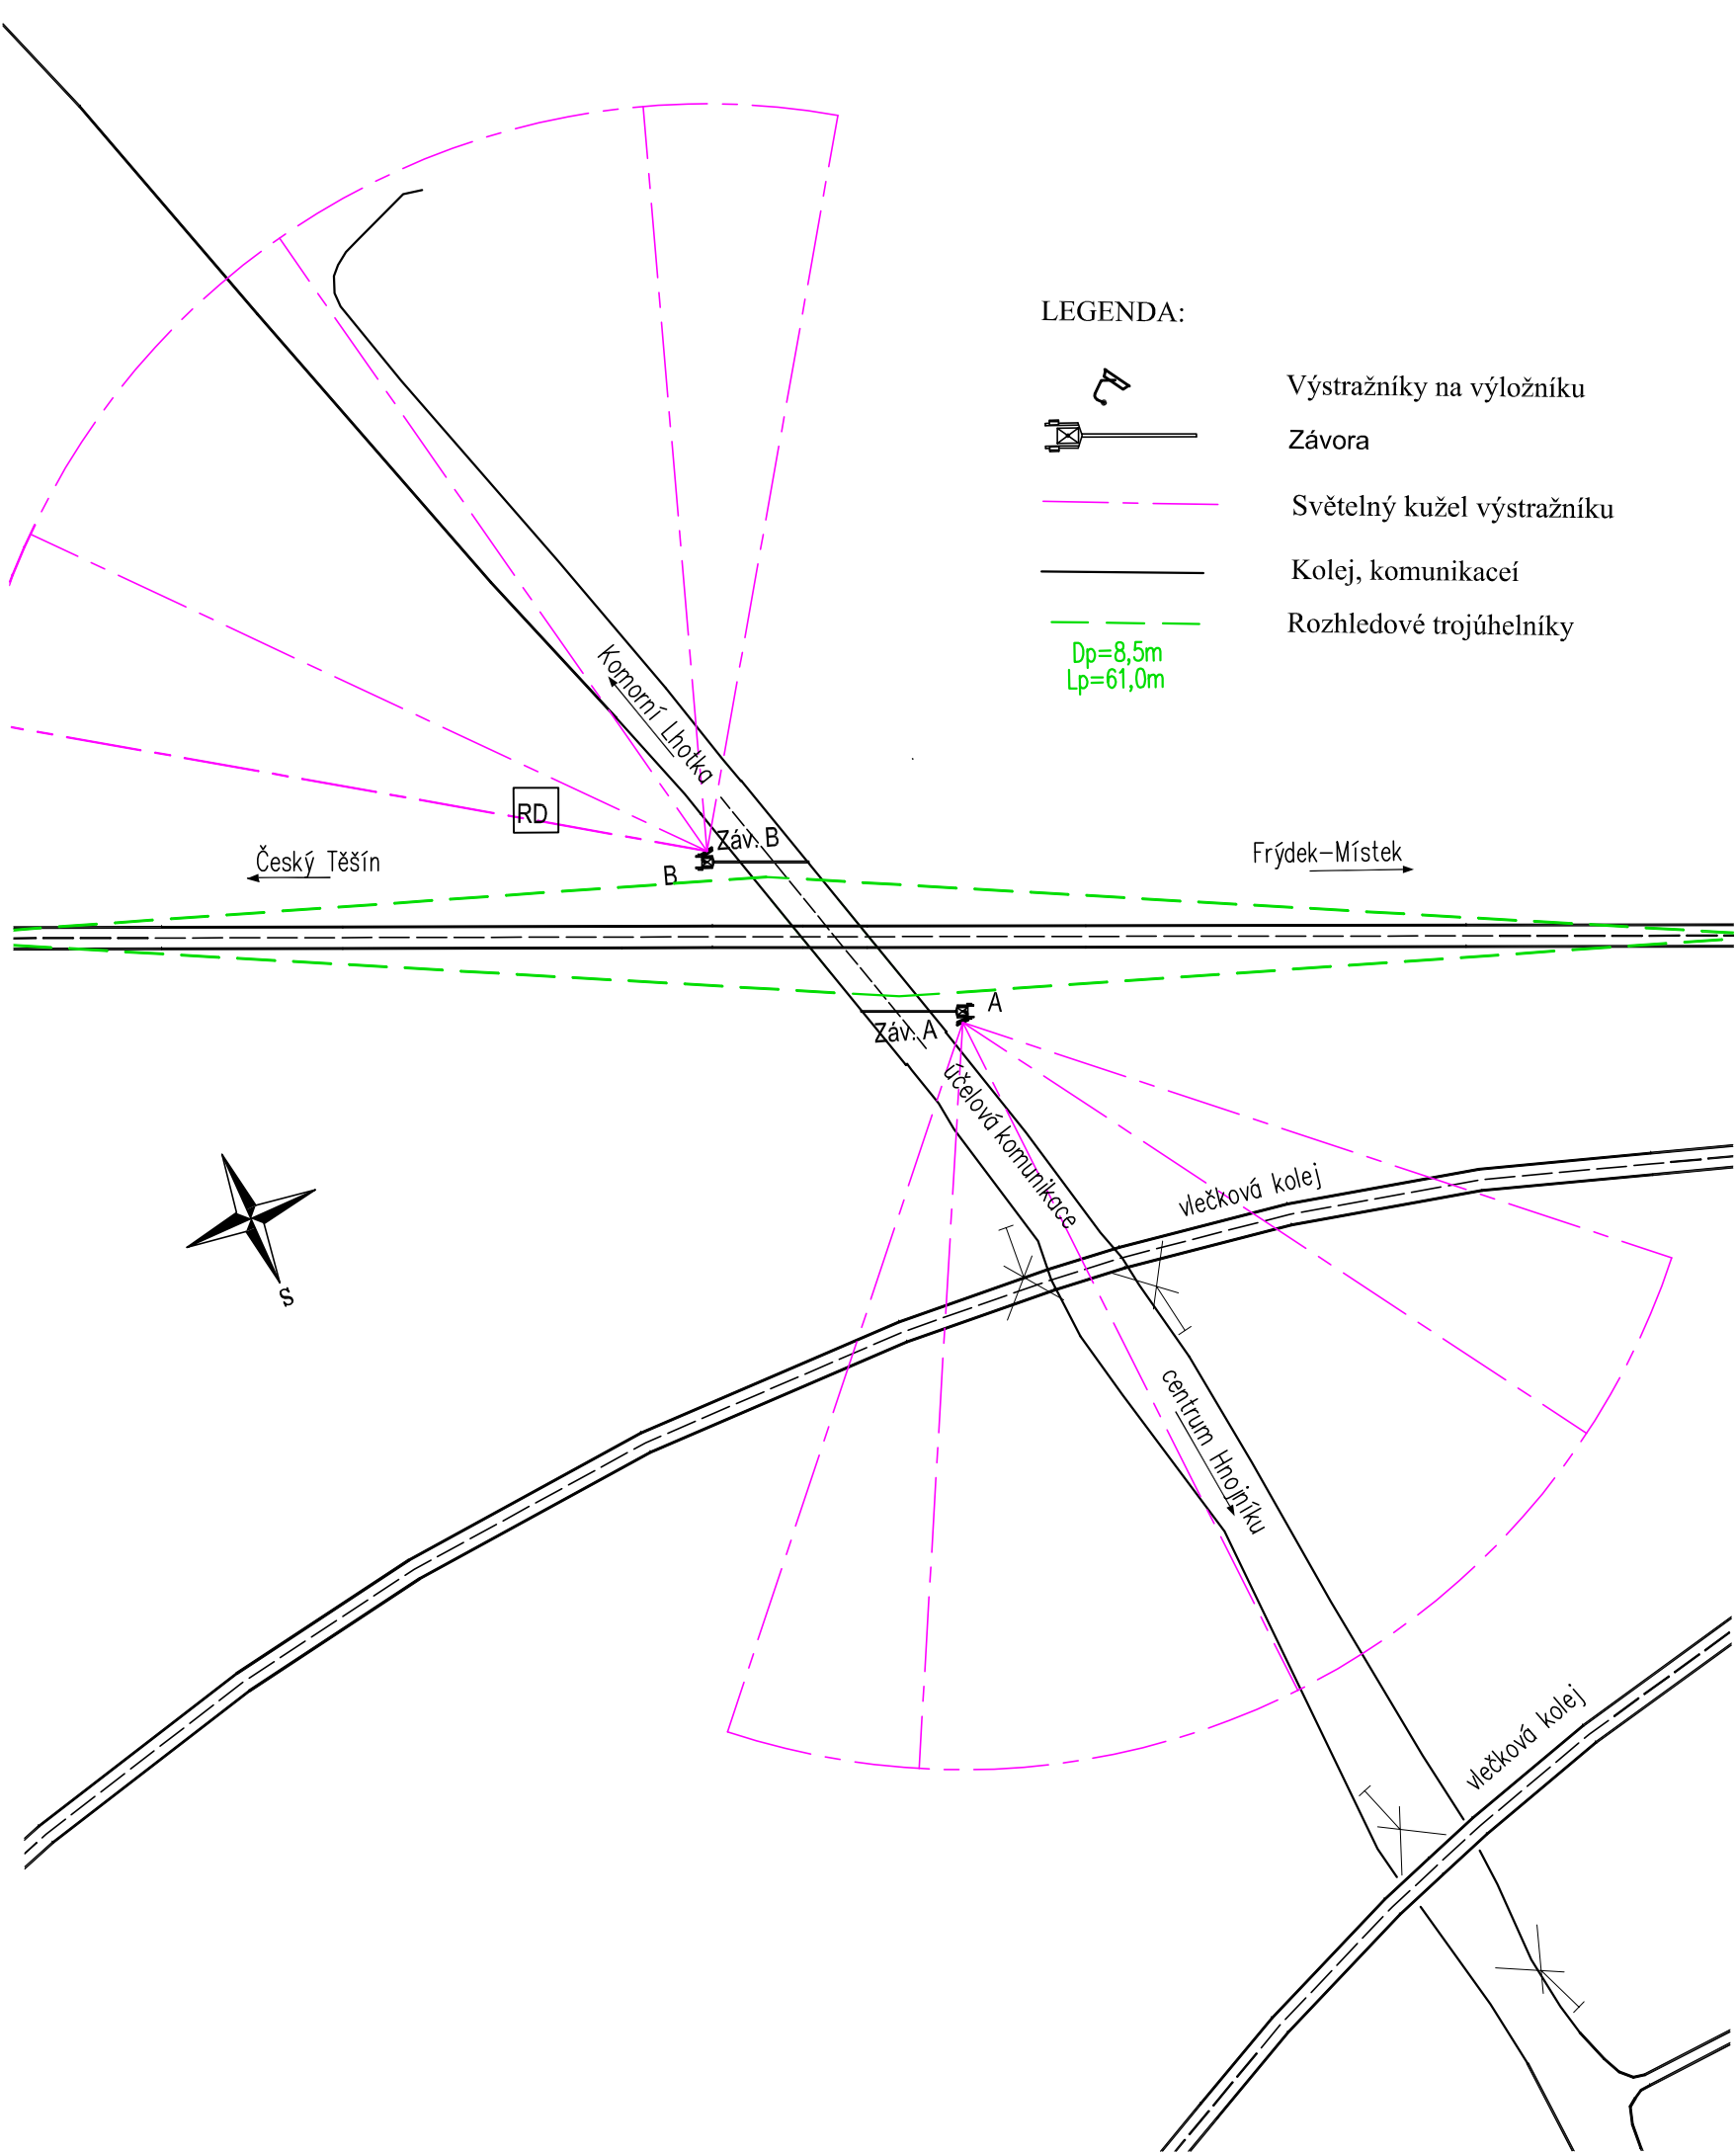 LEGENDA:
Výstražníky na výložníku
Závora
Světelný kužel výstražníku
Kolej, komunikaceí
Rozhledové trojúhelníky
Dp=8,5m
Lp=61,0m
Komorní Lhotka
RD
Záv. B
B
Český Těšín
Frýdek-Místek
A
Záv. A
účelová komunikace
vlečková kolej
S
centrum Hnojníku
vlečková kolej